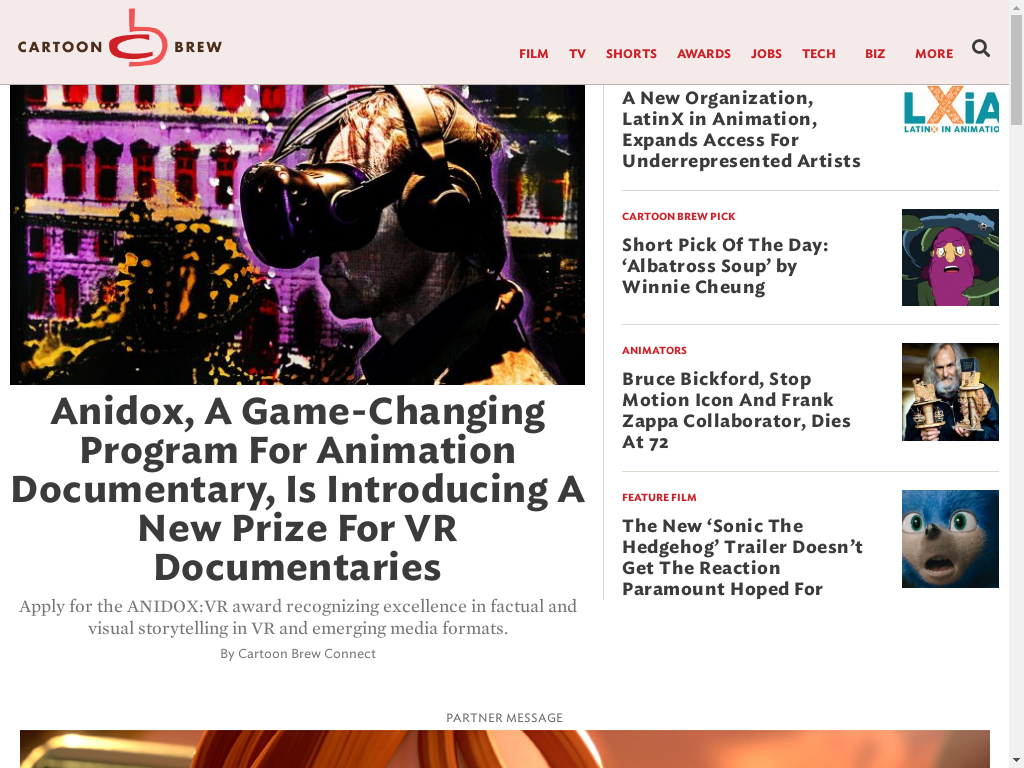 CARTOON BREW
FILM
TV
SHORTS
AWARDS
JOBS
TECH
BIZ
MORE
Anidox, A Game-Changing
Program For Animation
Documentary, Is Introducing A
New Prize For VR
Documentaries
Apply for the ANIDOX:VR award recognizing excellence in factual and
visual storytelling in VR and emerging media formats.
By Cartoon Brew Connect
A New Organization,
LatinX in Animation,
Expands Access For
Underrepresented Artists
LXiA
LATINX IN ANIMATIO
CARTOON BREW PICK
Short Pick Of The Day:
‘Albatross Soup’ by
Winnie Cheung
ANIMATORS
Bruce Bickford, Stop
Motion Icon And Frank
Zappa Collaborator, Dies
At 72
FEATURE FILM
The New ‘Sonic The
Hedgehog’ Trailer Doesn’t
Get The Reaction
Paramount Hoped For
PARTNER MESSAGE